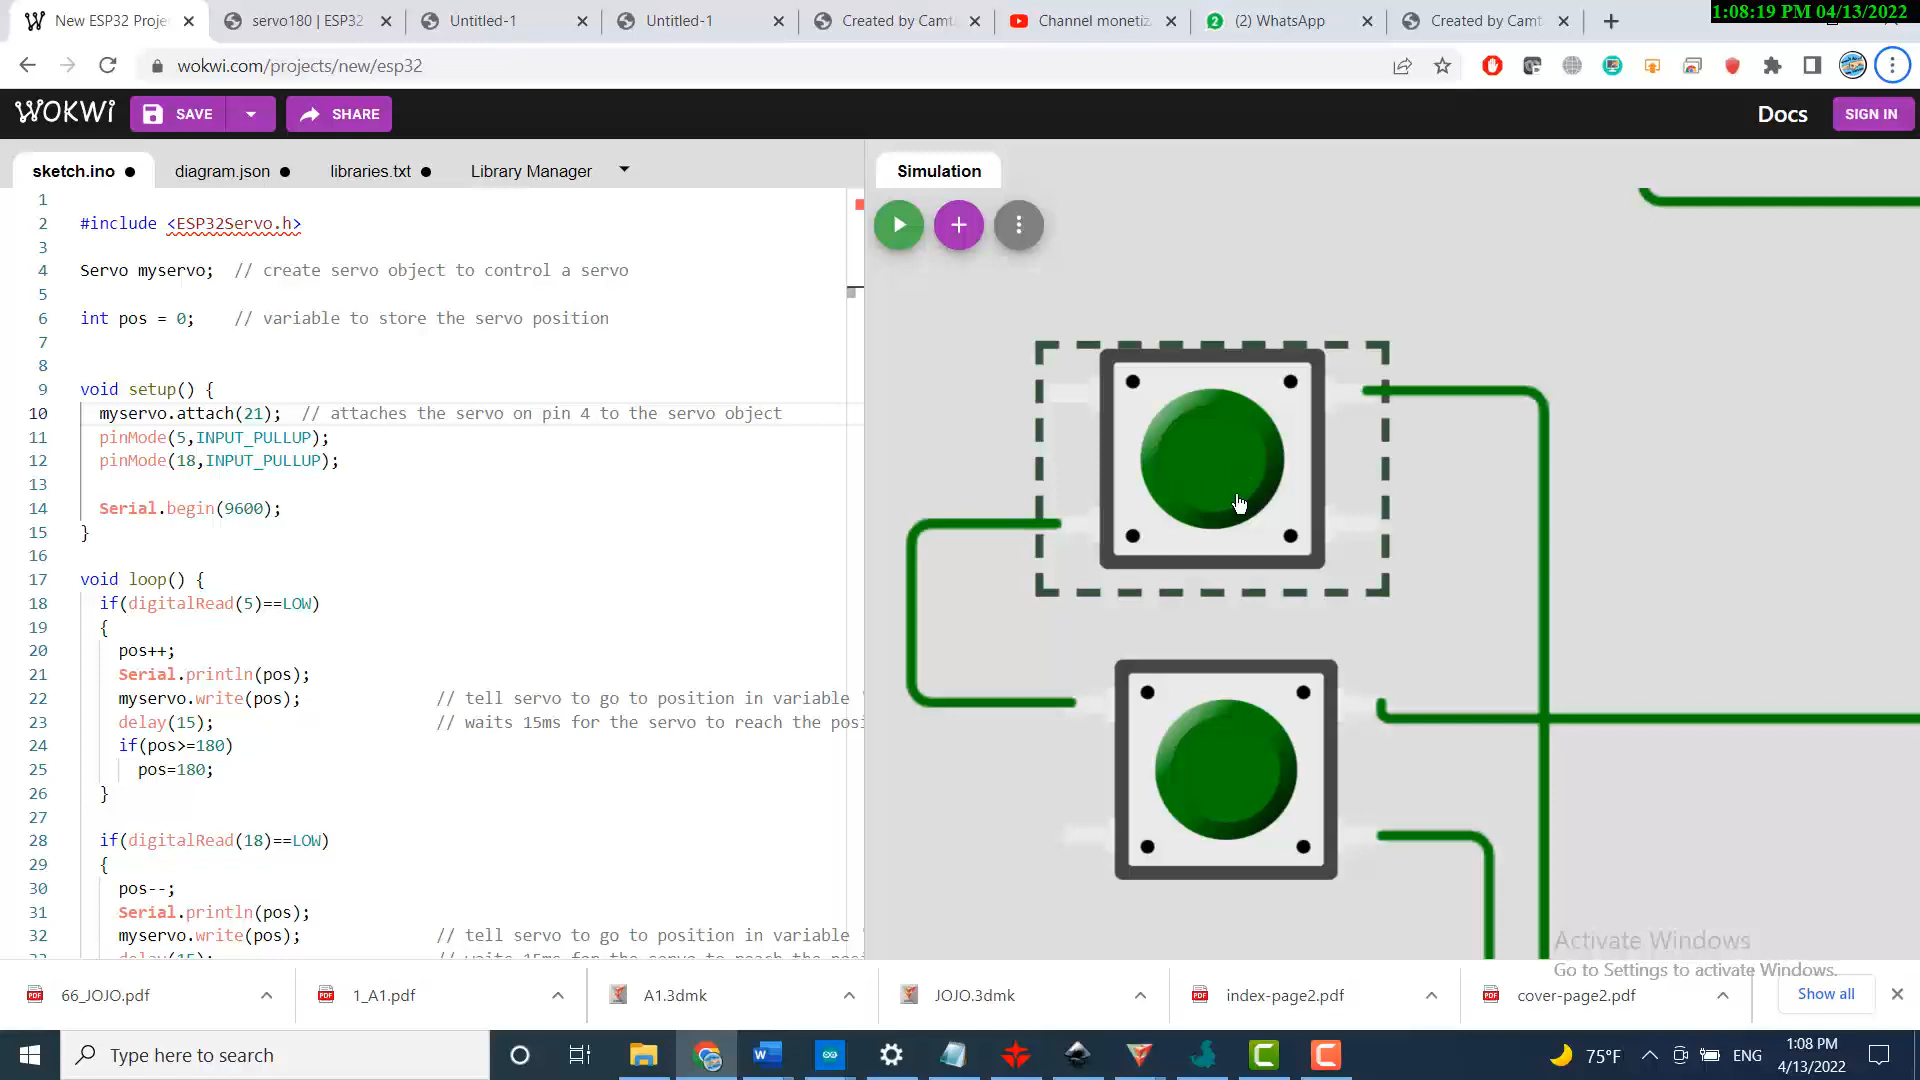 New ESP32 Proje
servo180 | ESP32
Untitled-1
Untitled-1
Created by Camt
Channel monetiz
(2) WhatsApp
Created by Camt
1:08:19 PM 04/13/2022
wokwi.com/projects/new/esp32
WOKWI
SAVE
SHARE
Docs
SIGN IN
sketch.ino
diagram.json
libraries.txt
Library Manager
Simulation
1
2 #include <ESP32Servo.h>
3
4 Servo myservo; // create servo object to control a servo
5
6 int pos = 0; // variable to store the servo position
7
8
9 void setup() {
10 myservo.attach(21); // attaches the servo on pin 4 to the servo object
11 pinMode(5,INPUT_PULLUP);
12 pinMode(18,INPUT_PULLUP);
13
14 Serial.begin(9600);
15 }
16
17 void loop() {
18 if(digitalRead(5)==LOW)
19 {
20 pos++;
21 Serial.println(pos);
22 myservo.write(pos); // tell servo to go to position in variable '
23 delay(15); // waits 15ms for the servo to reach the posi
24 if(pos>=180)
25 pos=180;
26 }
27
28 if(digitalRead(18)==LOW)
29 {
30 pos--;
31 Serial.println(pos);
32 myservo.write(pos); // tell servo to go to position in variable '
Activate Windows
Go to Settings to activate Windows.
66_JOJO.pdf
1_A1.pdf
A1.3dmk
JOJO.3dmk
index-page2.pdf
cover-page2.pdf
Show all
Type here to search
75°F
ENG
1:08 PM
4/13/2022